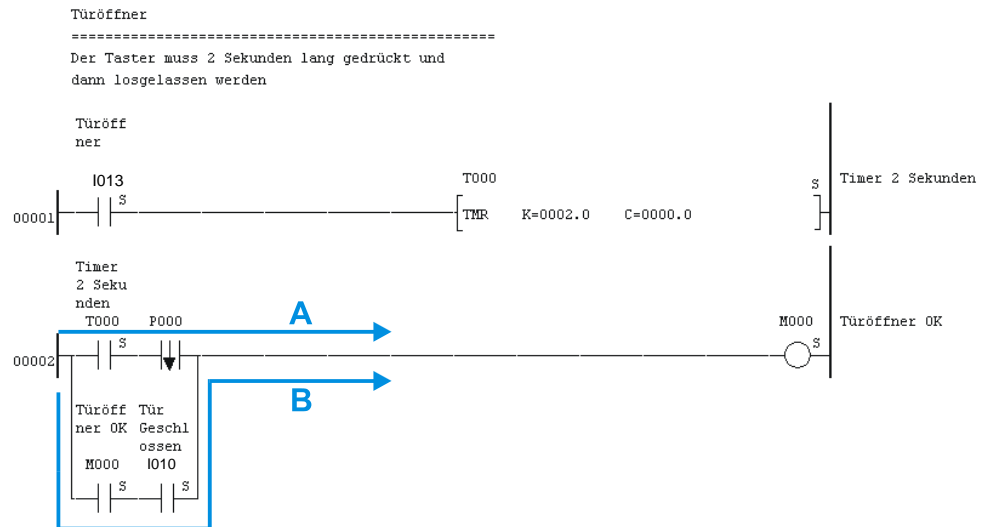 Türöffner
===============================================
Der Taster muss 2 Sekunden lang gedrückt und
dann losgelassen werden
Türöff
ner
I013
S
T000
S
Timer 2 Sekunden
00001
TMR K=0002.0 C=0000.0
Timer
2 Seku
nden
T000 P000
A
M000
Türöffner OK
S
S
00002
B
Türöff Tür
ner OK Geschl
ossen
M000 I010
S S